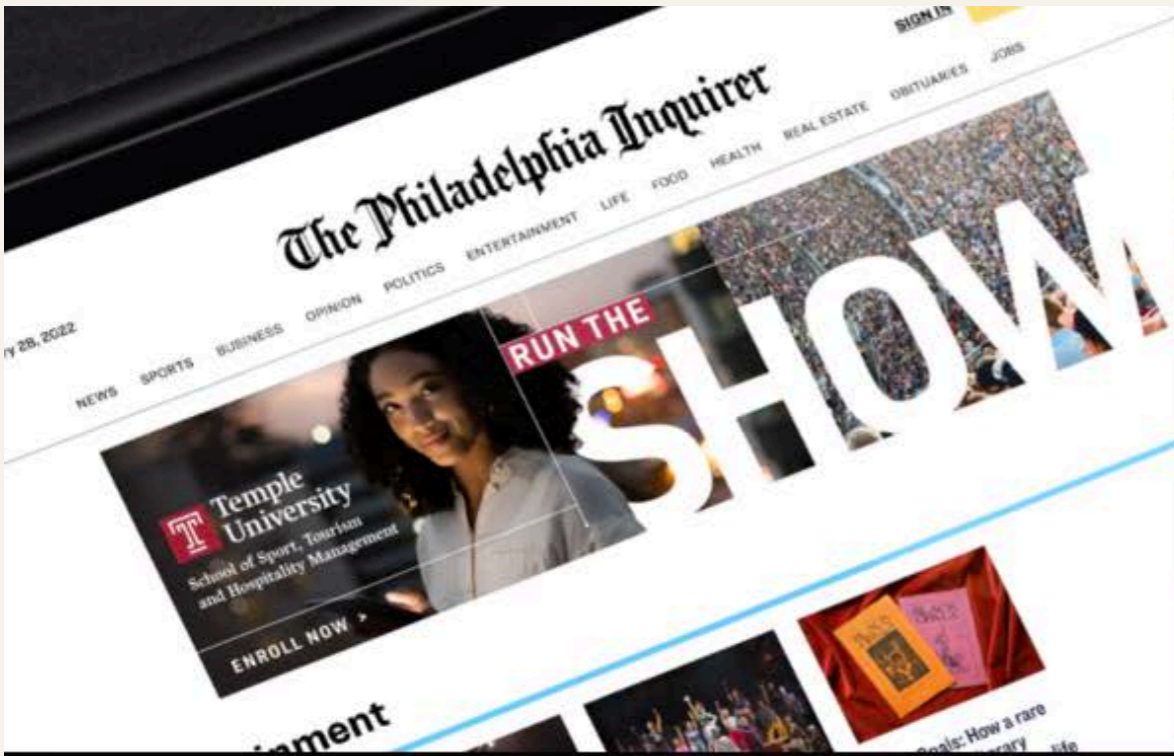 SIGN IN
The Philadelphia Inquirer
28, 2022
NEWS SPORTS BUSINESS OPINION POLITICS ENTERTAINMENT LIFE FOOD HEALTH REAL ESTATE OBITUARIES JOBS
RUN THE
SHOW
Temple
University
School of Sport, Tourism
and Hospitality Management
ENROLL NOW >
How a rare